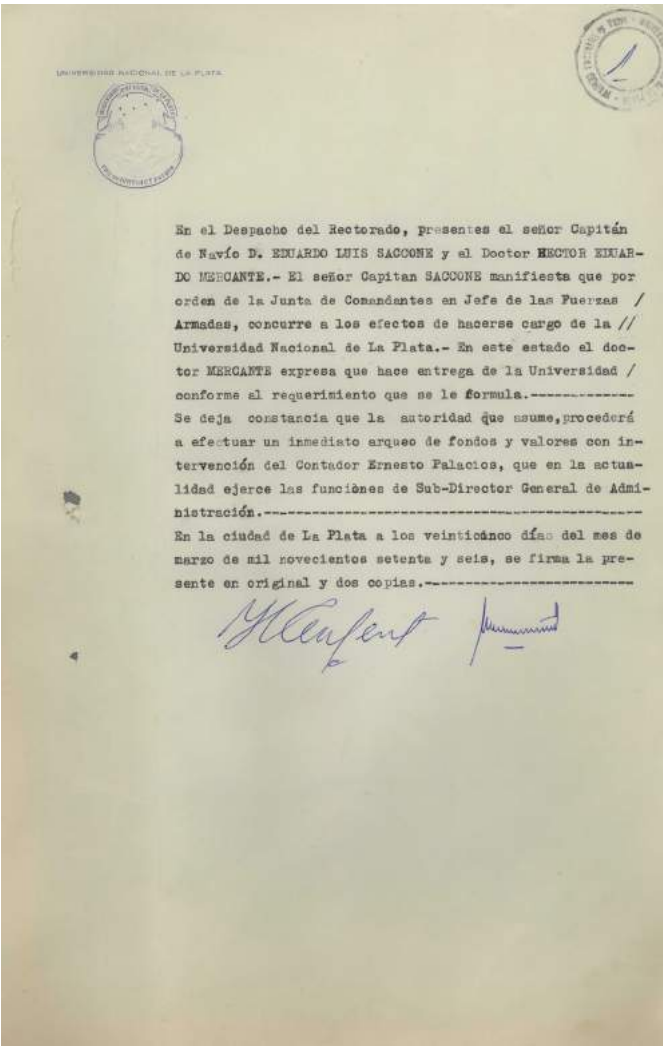 UNIVERSIDAD NACIONAL DE LA PLATA
1
En el Despacho del Rectorado, presentes el señor Capitán
de Navío D. EDUARDO LUIS SACCONE y el Doctor HECTOR EDUAR-
DO MERCANTE.- El señor Capitan SACCONE manifiesta que por
orden de la Junta de Comandantes en Jefe de las Fuerzas /
Armadas, concurre a los efectos de hacerse cargo de la //
Universidad Nacional de La Plata.- En este estado el doc-
tor MERCANTE expresa que hace entrega de la Universidad /
conforme al requerimiento que se le formula.-------------
Se deja constancia que la autoridad que asume,procederá
a efectuar un inmediato arqueo de fondos y valores con in-
tervención del Contador Ernesto Palacios, que en la actua-
lidad ejerce las funciònes de Sub-Director General de Admi-
nistración.----------------------------------------------
En la ciudad de La Plata a los veinticinco días del mes de
marzo de mil novecientos setenta y seis, se firma la pre-
sente en original y dos copias.--------------------------